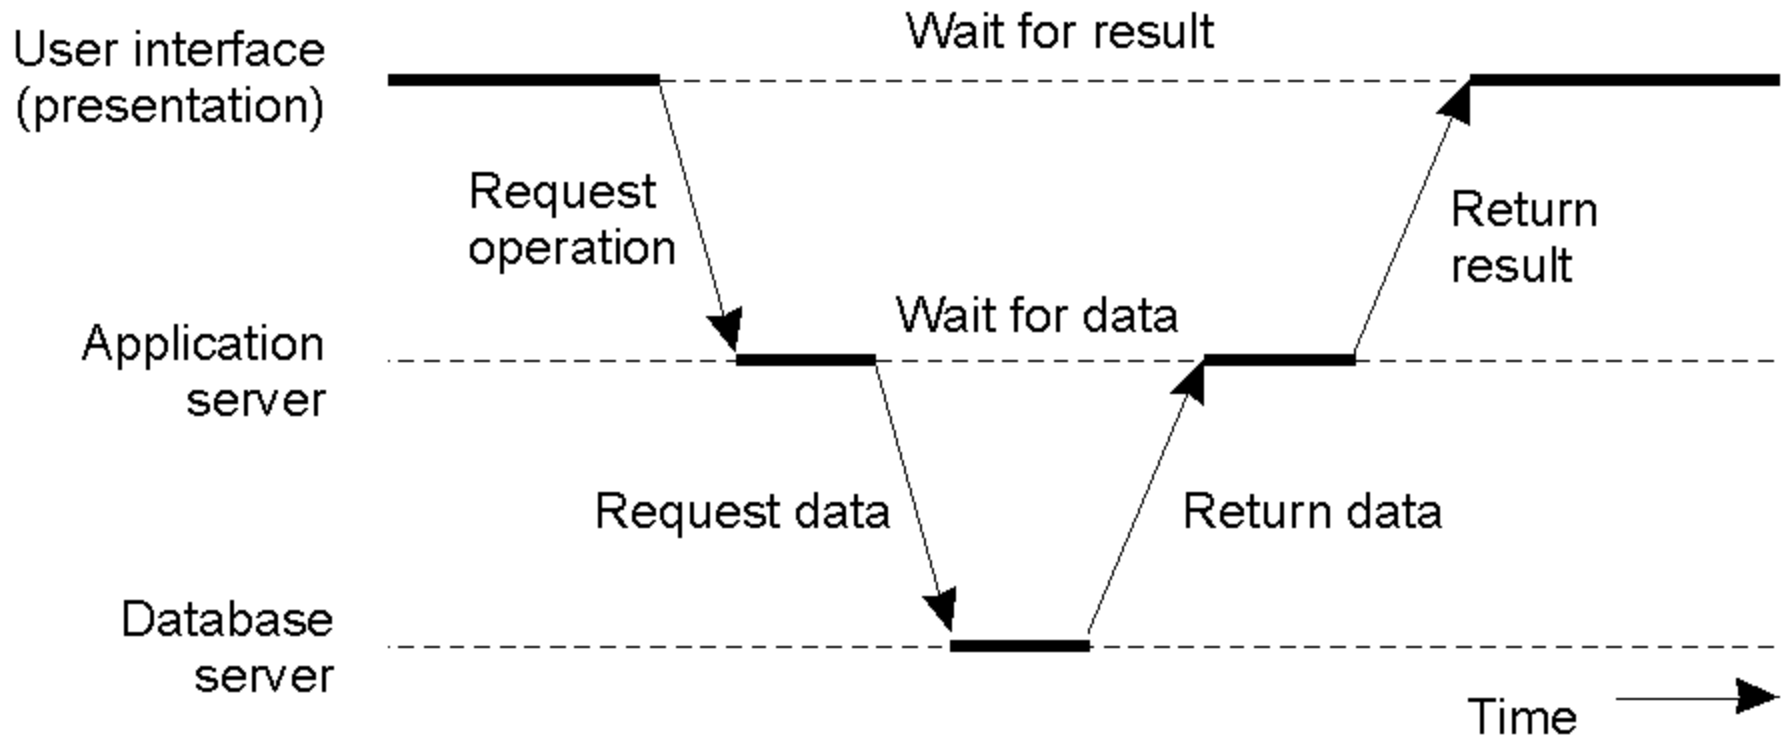 Wait for result
User interface
(presentation)
Request
operation
Return
result
Wait for data
Application
server
Request data
Return data
Database
server
Time